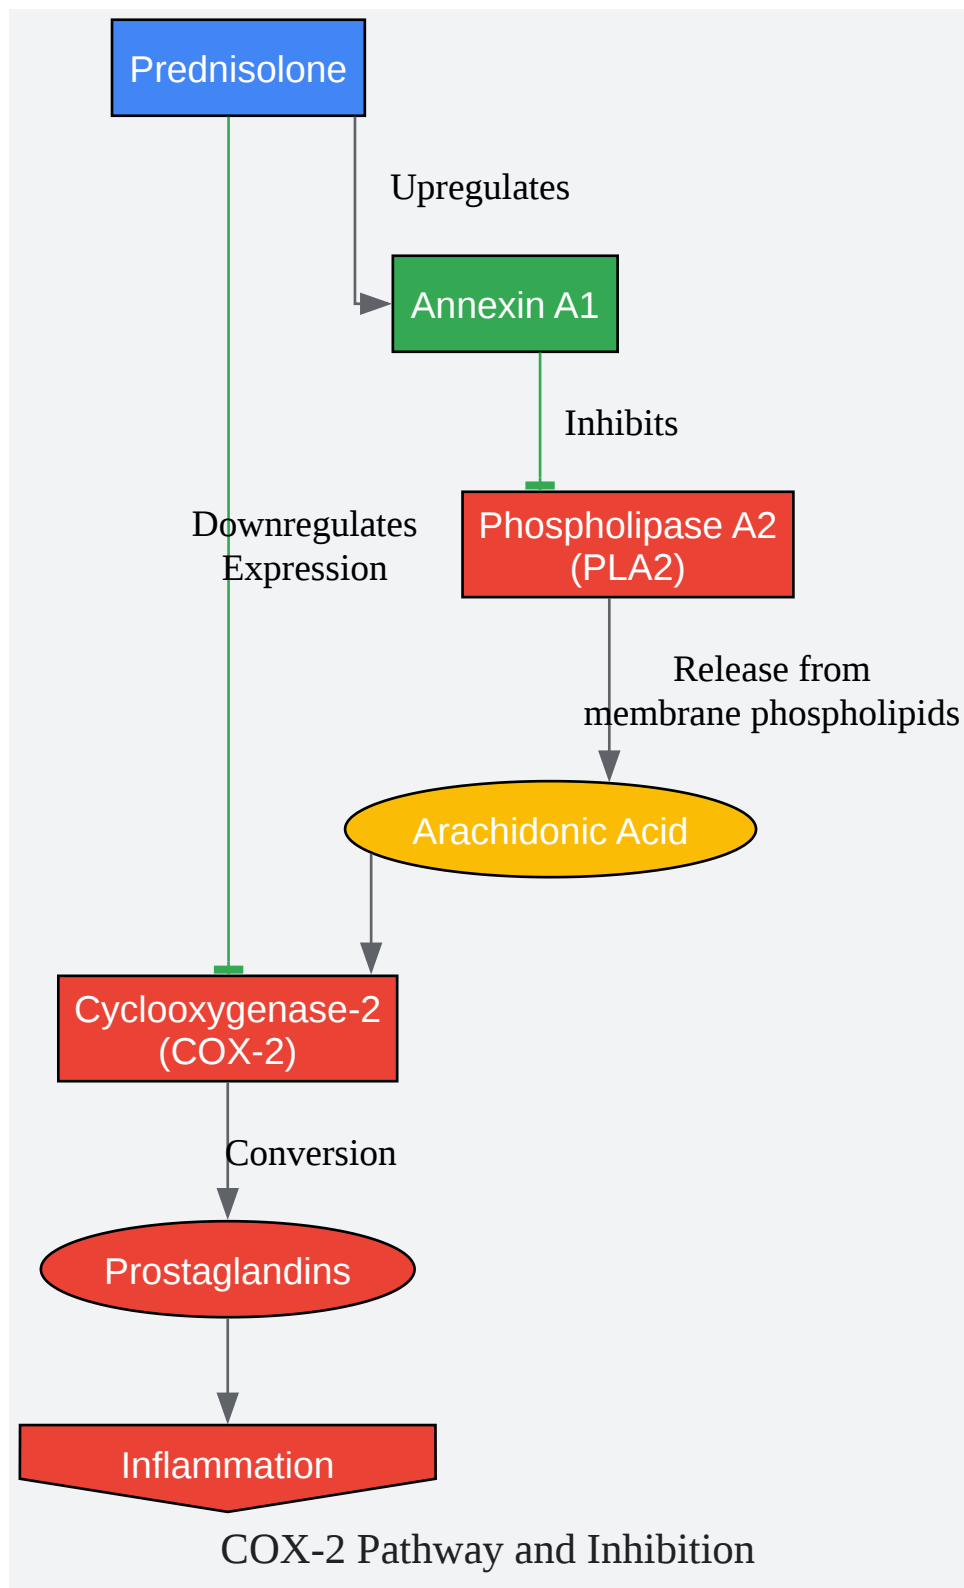 Prednisolone
Upregulates
Annexin A1
Inhibits
Downregulates
Expression
Phospholipase A2
(PLA2)
Release from
membrane phospholipids
Arachidonic Acid
Cyclooxygenase-2
(COX-2)
Conversion
Prostaglandins
Inflammation
COX-2 Pathway and Inhibition